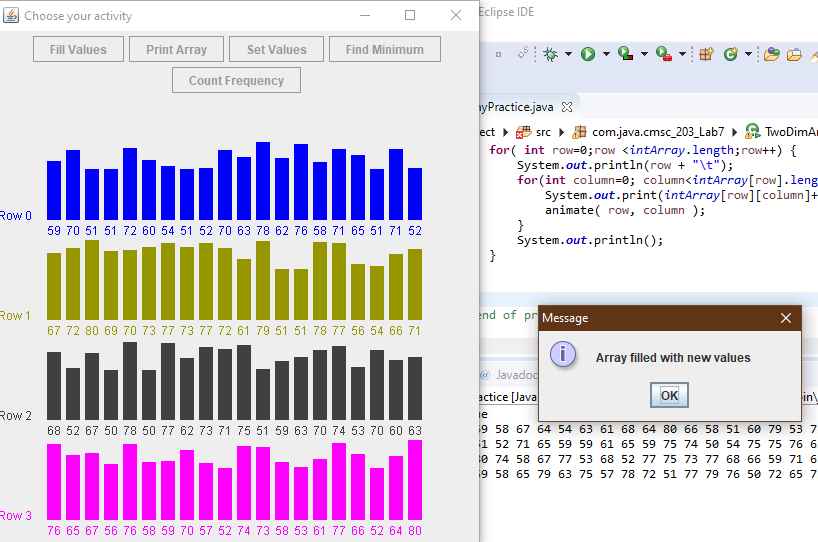 Choose your activity
Fill Values Print Array Set Values Find Minimum
Count Frequency
Row 0
59 70 51 51 72 60 54 51 52 70 63 78 62 76 58 71 65 51 71 52
Row 1
67 72 80 69 70 73 77 73 77 72 61 79 51 51 78 77 56 54 66 71
Row 2
68 52 67 50 78 50 77 62 73 71 75 51 59 63 70 74 53 70 60 63
Row 3
76 65 67 56 76 58 59 70 57 52 74 73 58 53 61 77 66 52 64 80
Eclipse IDE
ayPractice.java
ect src com.java.cmsc_203_Lab7 TwoDimAr
for( int row=0;row <intArray.length;row++) {
System.out.println(row + "\t");
for(int column=0; column<intArray[row].leng
System.out.print(intArray[row][column]+
animate( row, column );
}
System.out.println();
}
end of pr
Message
Array filled with new values
OK
@ Javadoc
actice [Java
bin\
ue
69 58 67 64 54 63 61 68 64 80 66 58 51 60 79 53 7
51 52 71 65 59 59 61 65 59 75 74 50 54 75 75 76 6
80 74 58 67 77 53 68 52 77 75 73 77 68 66 59 71 6
59 58 65 79 63 75 57 78 72 51 77 79 76 50 72 65 7